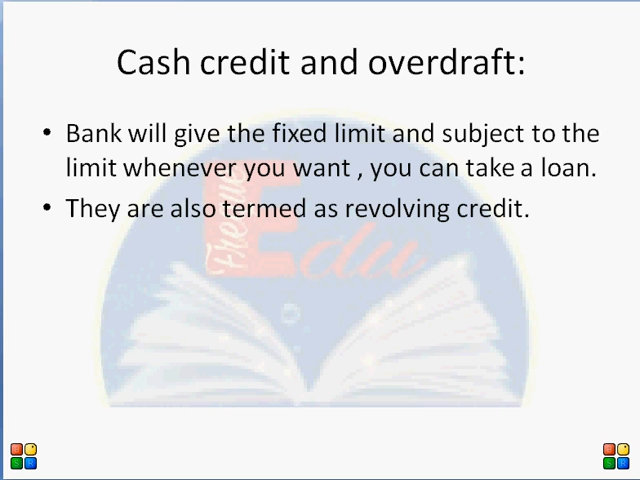 Cash credit and overdraft:
• Bank will give the fixed limit and subject to the
limit whenever you want , you can take a loan.
• They are also termed as revolving credit.
Edu